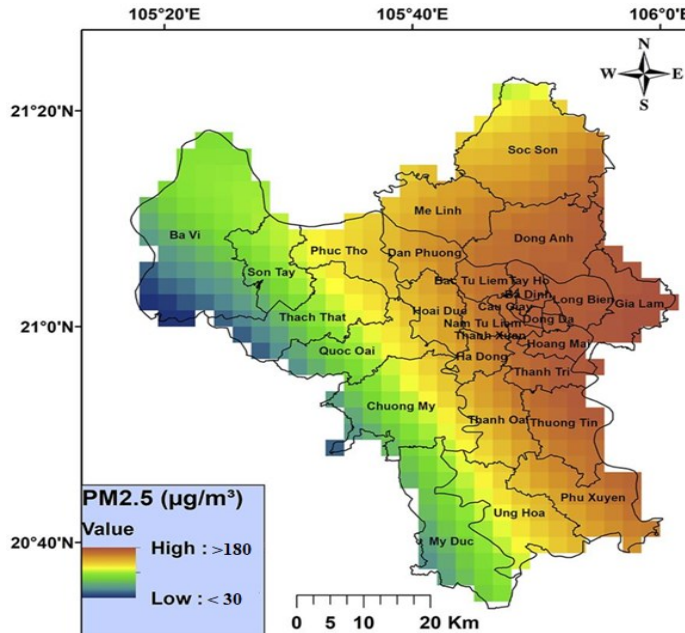 105°20'E 105°40'E 106°0'E
N
W E
S
21°20'N
Soc Son
Me Linh
Ba Vi
Dong Anh
Phuc Tho
Dan Phuong
Son Tay
Bac Tu Liem
Tay Ho
Ba Dinh
Long Bien
Gia Lam
Thach That
Hoai Duc
Cau Giay
Dong Da
21°0'N
Nam Tu Liem
Thanh Xuan
Hoang Mai
Quoc Oai
Ha Dong
Thanh Tri
Chuong My
Thanh Oai
Thuong Tin
Phu Xuyen
Ung Hoa
My Duc
20°40'N
PM2.5 (µg/m³)
Value
High : >180
Low : < 30
0 5 10 20 Km